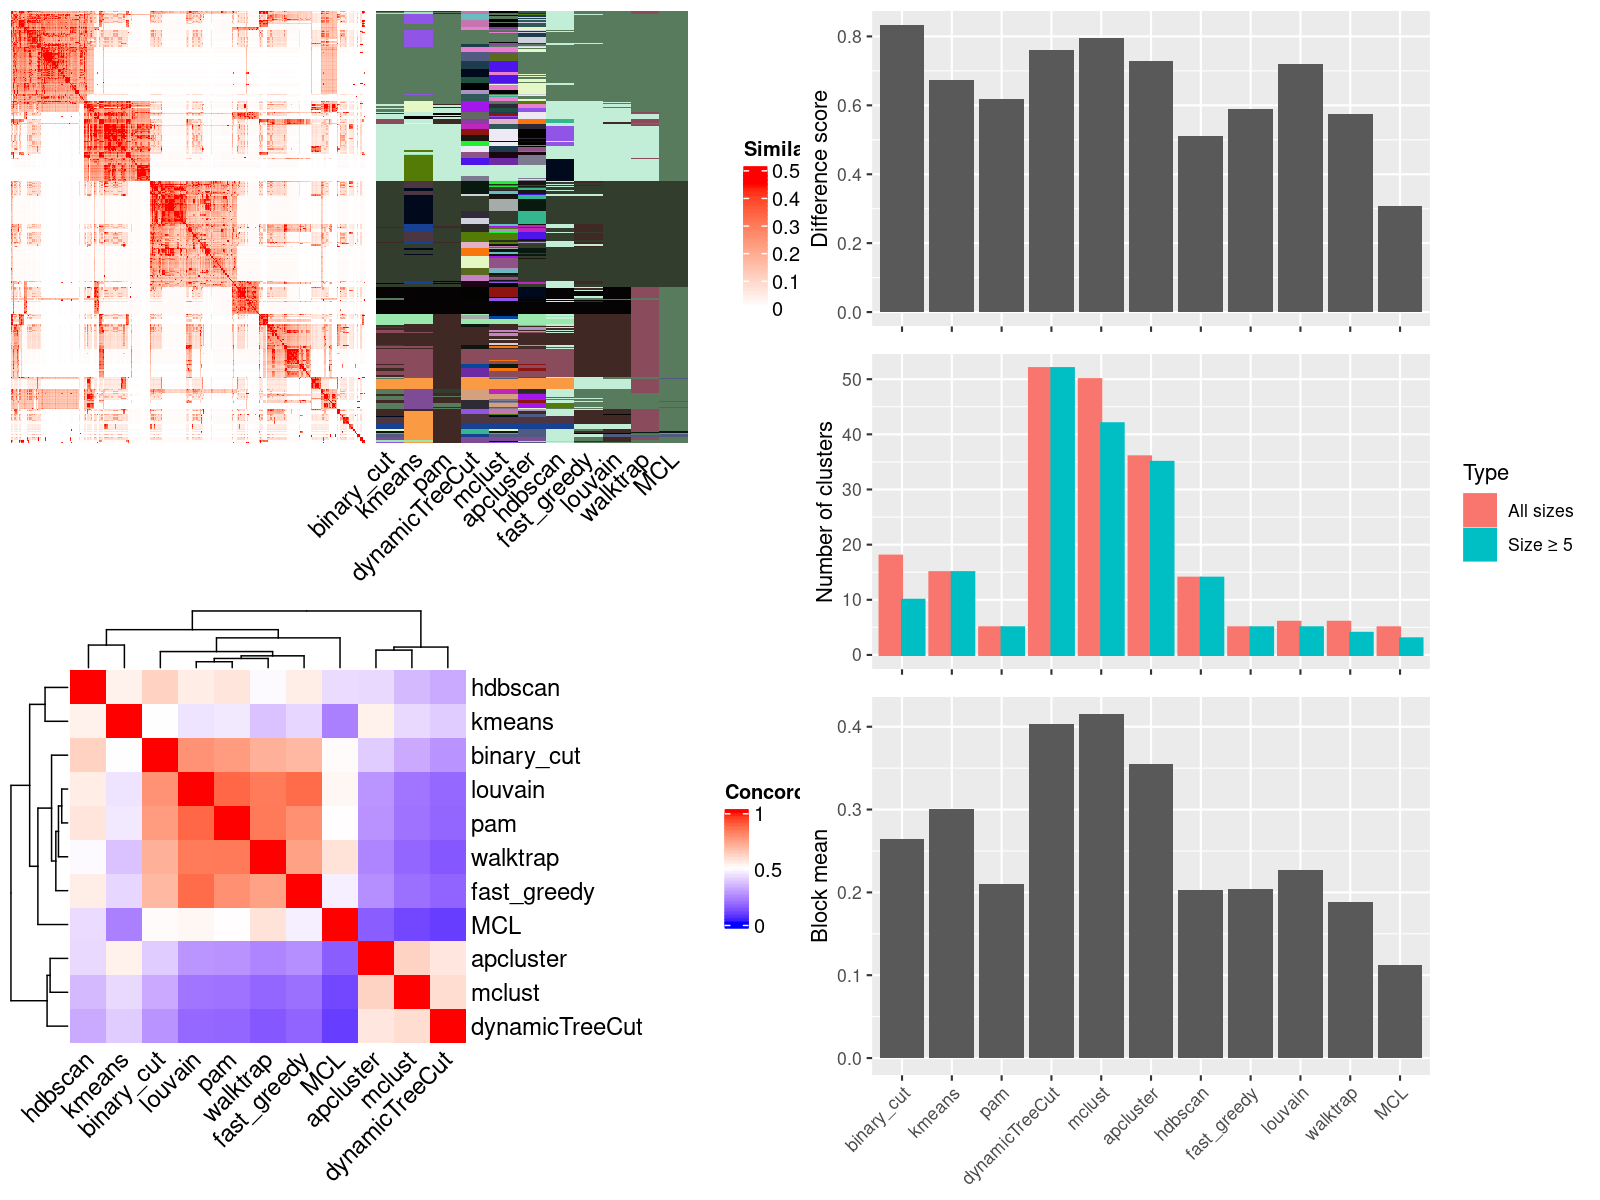 Simila
0.5
0.4
0.3
0.2
0.1
0
binary_cut
kmeans
pam
dynamicTreeCut
mclust
apcluster
hdbscan
fast_greedy
louvain
walktrap
MCL
hdbscan
kmeans
binary_cut
louvain
pam
walktrap
fast_greedy
MCL
apcluster
mclust
dynamicTreeCut
hdbscan
kmeans
binary_cut
louvain
pam
walktrap
fast_greedy
MCL
apcluster
mclust
dynamicTreeCut
Concord
1
0.5
0
Difference score
0.8
0.6
0.4
0.2
0.0
Number of clusters
50
40
30
20
10
0
Type
All sizes
Size ≥ 5
Block mean
0.4
0.3
0.2
0.1
0.0
binary_cut
kmeans
pam
dynamicTreeCut
mclust
apcluster
hdbscan
fast_greedy
louvain
walktrap
MCL